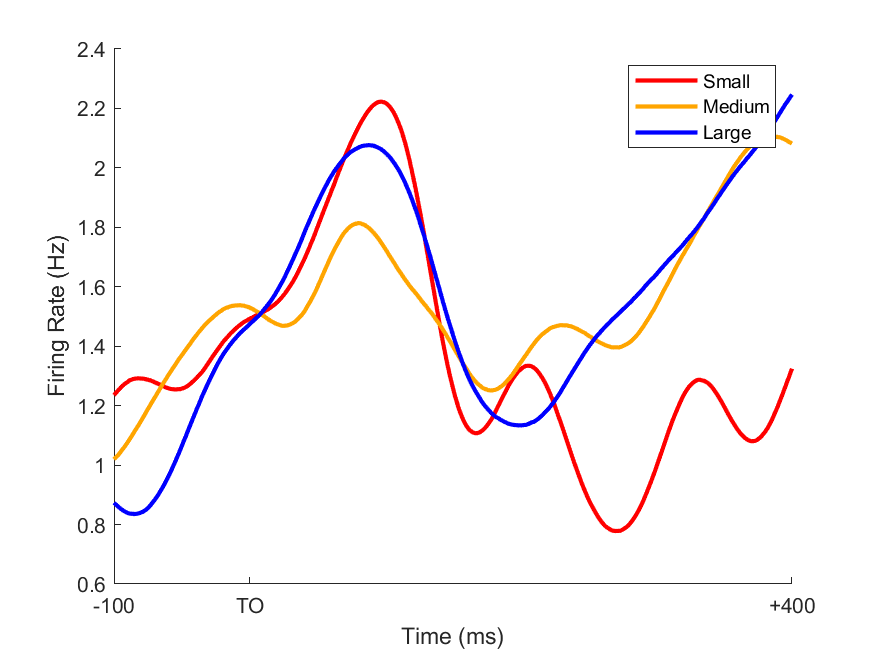 2.4
2.2
2
1.8
1.6
1.4
1.2
1
0.8
0.6
Firing Rate (Hz)
Small
Medium
Large
-100
TO
+400
Time (ms)